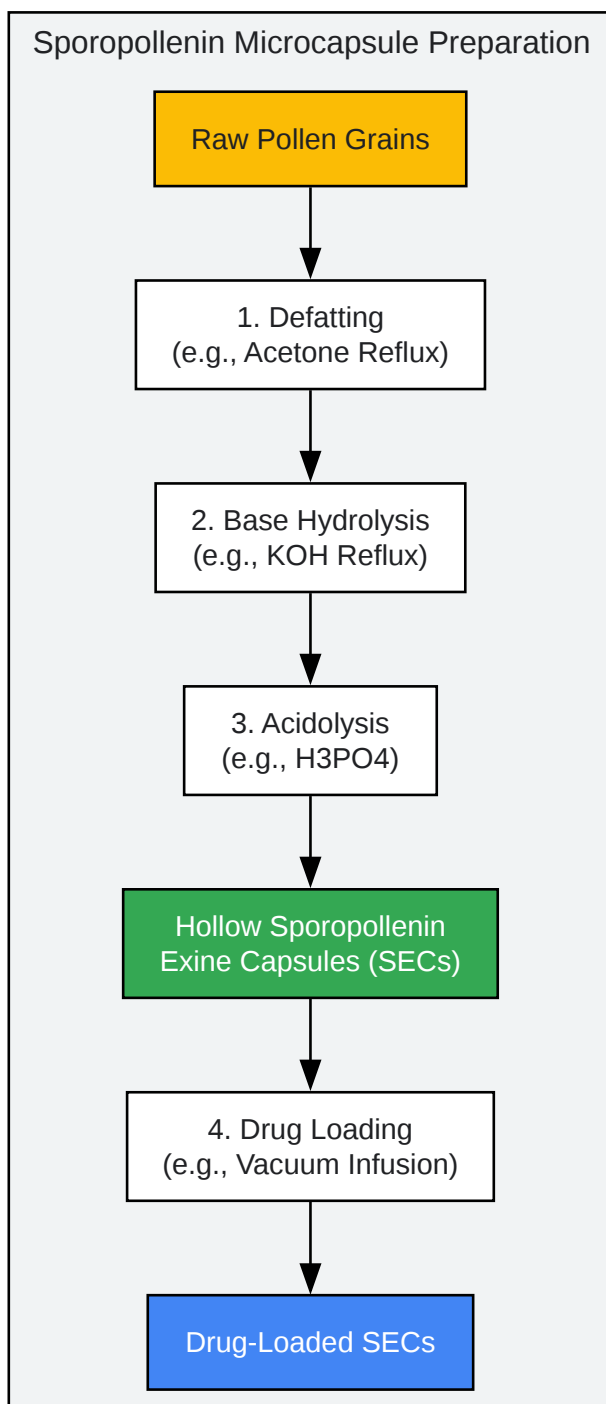 Sporopollenin Microcapsule Preparation
Raw Pollen Grains
1. Defatting
(e.g., Acetone Reflux)
2. Base Hydrolysis
(e.g., KOH Reflux)
3. Acidolysis
(e.g., H3PO4)
Hollow Sporopollenin
Exine Capsules (SECs)
4. Drug Loading
(e.g., Vacuum Infusion)
Drug-Loaded SECs